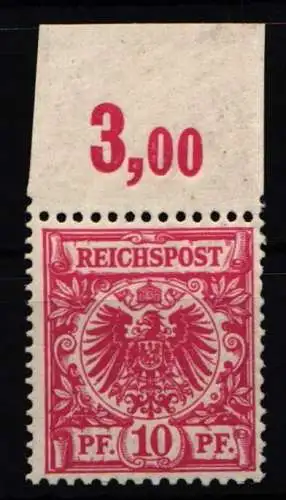 3,00
REICHSPOST
PF. 10 PF.